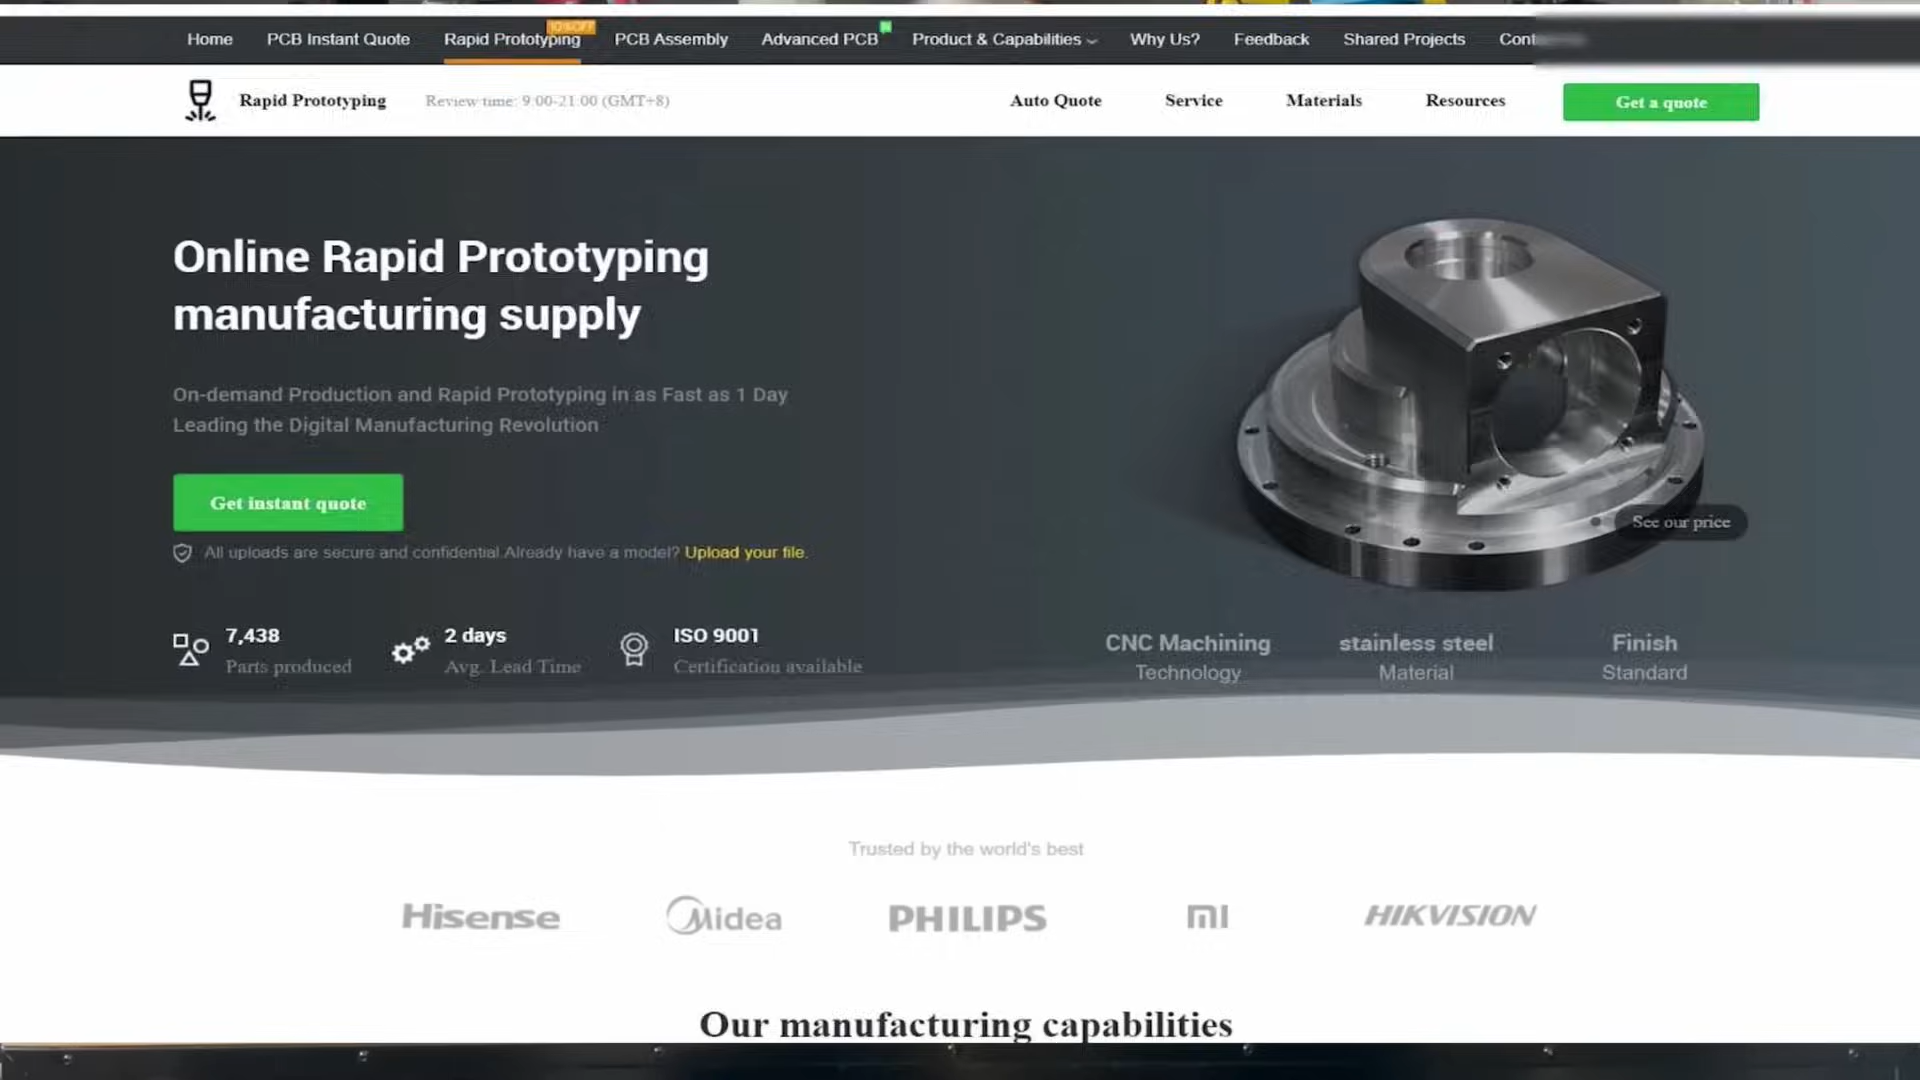 Home PCB Instant Quote Rapid Prototyping PCB Assembly Advanced PCB Product & Capabilities Why Us? Feedback Shared Projects
Rapid Prototyping Review time: 9:00-21:00 (GMT+8) Auto Quote Service Materials Resources Get a quote
Online Rapid Prototyping
manufacturing supply
On-demand Production and Rapid Prototyping in as Fast as 1 Day
Leading the Digital Manufacturing Revolution
Get instant quote
See our price
All uploads are secure and confidential.Already have a model? Upload your file.
7,438 2 days ISO 9001
Parts produced Avg. Lead Time Certification available
CNC Machining stainless steel Finish
Technology Material Standard
Trusted by the world's best
Hisense Midea PHILIPS MI HIKVISION
Our manufacturing capabilities